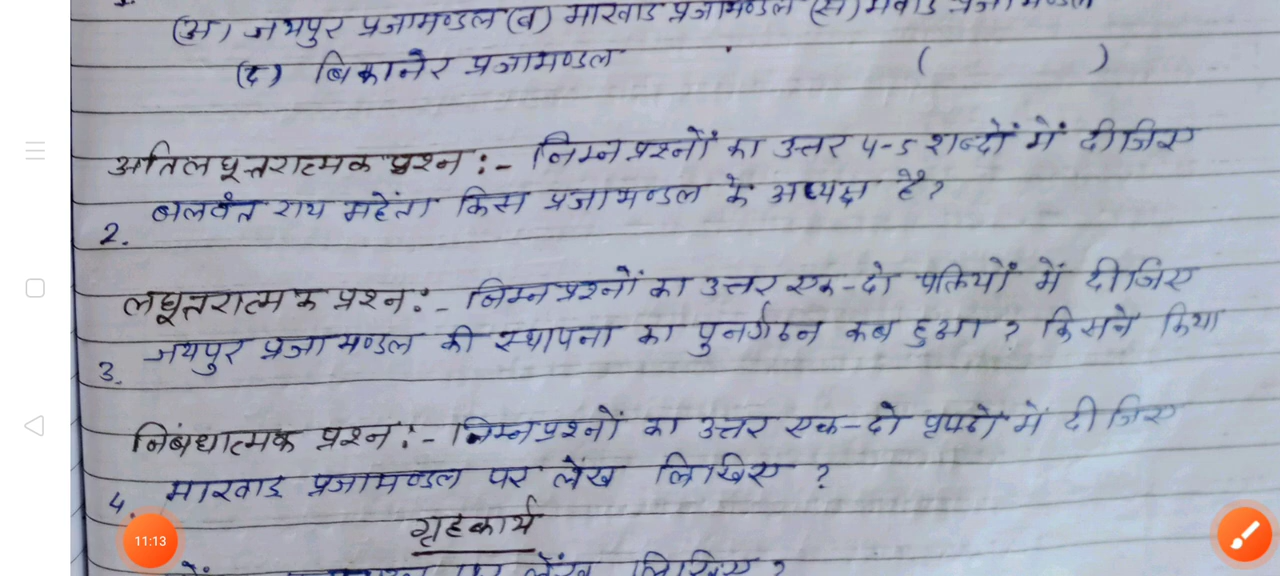 (अ) जयपुर प्रजामण्डल (ब) मारवाड प्रजामण्डल (स) मेवाड प्रजामण्डल
(द) बिकानेर प्रजामण्डल ( )
अतिलघूत्तरात्मक प्रश्न :- निम्न प्रश्नों का उत्तर 4-5 शब्दों में दीजिए
2. बलवंत राय महेता किस प्रजामण्डल के अध्यक्ष है?
लघूत्तरात्मक प्रश्न :- निम्न प्रश्नों का उत्तर एक-दो पक्तियों में दीजिए
3. जयपुर प्रजामण्डल की स्थापना का पुनर्गठन कब हुआ? किसने किया
निबंधात्मक प्रश्न :- निम्न प्रश्नों का उत्तर एक-दो पृष्ठों में दीजिए
4. मारवाड प्रजामण्डल पर लेख लिखिए ?
गृहकार्य
पर लेख लिखिए ?
11:13